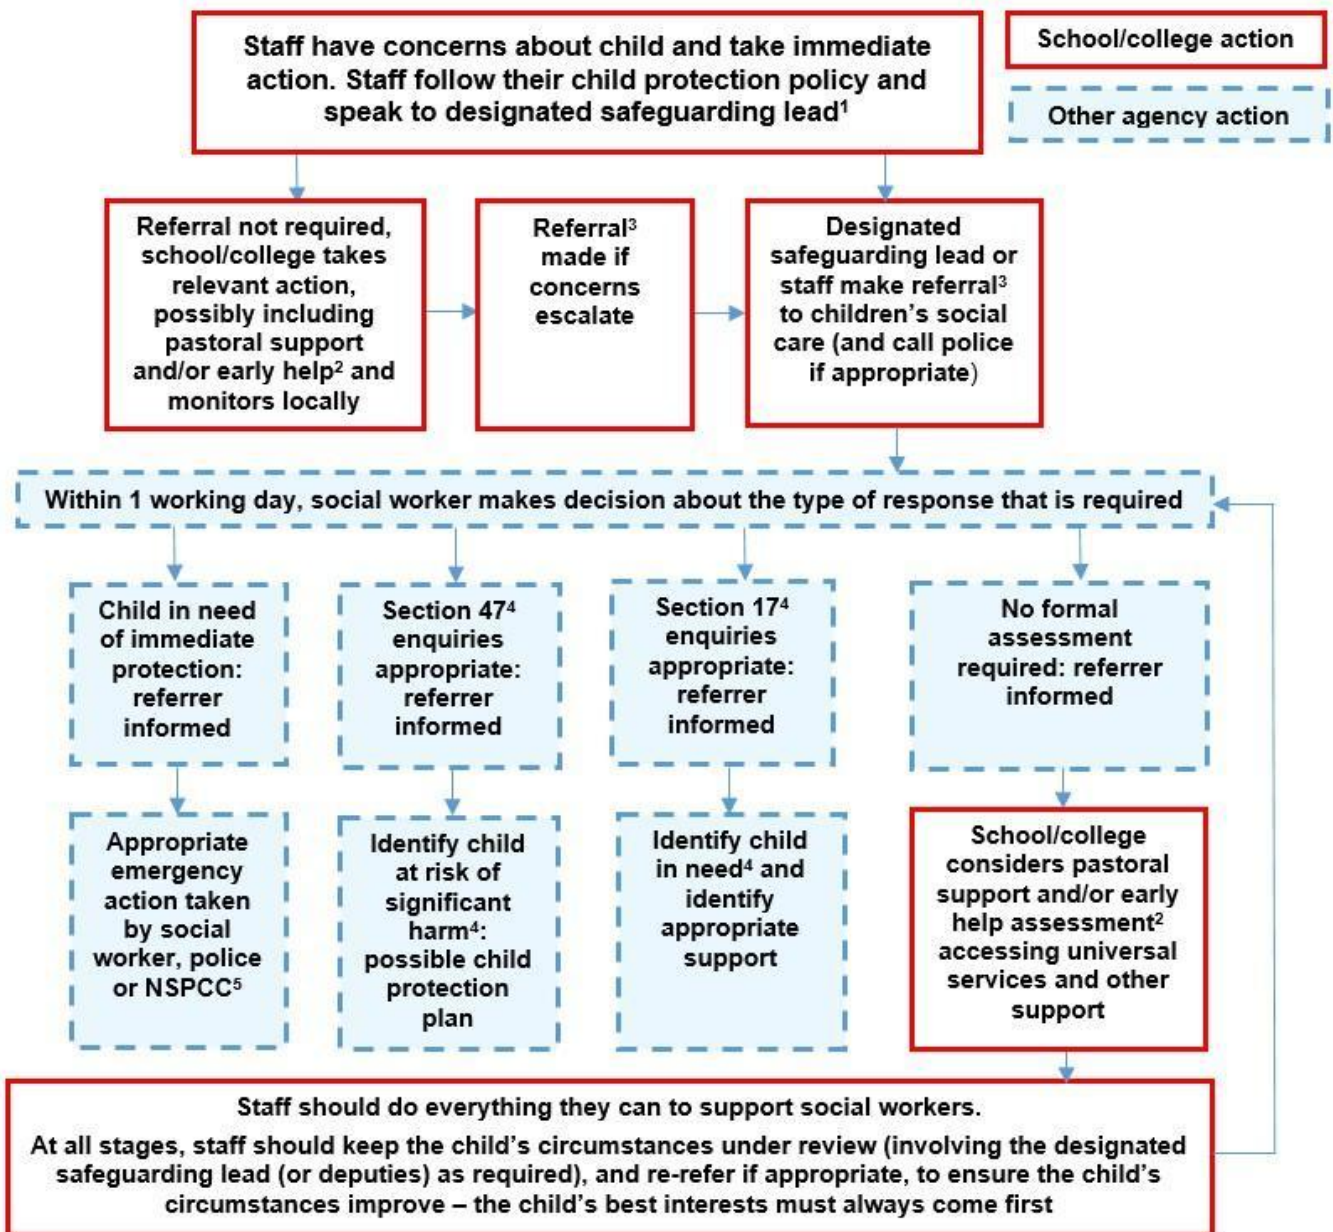 Staff have concerns about child and take immediate
action. Staff follow their child protection policy and
speak to designated safeguarding lead¹
School/college action
Other agency action
Referral not required,
school/college takes
relevant action,
possibly including
pastoral support
and/or early help² and
monitors locally
Referral³
made if
concerns
escalate
Designated
safeguarding lead or
staff make referral³
to children’s social
care (and call police
if appropriate)
Within 1 working day, social worker makes decision about the type of response that is required
Child in need
of immediate
protection:
referrer
informed
Section 47⁴
enquiries
appropriate:
referrer
informed
Section 17⁴
enquiries
appropriate:
referrer
informed
No formal
assessment
required: referrer
informed
Appropriate
emergency
action taken
by social
worker, police
or NSPCC⁵
Identify child
at risk of
significant
harm⁴:
possible child
protection
plan
Identify child
in need⁴ and
identify
appropriate
support
School/college
considers pastoral
support and/or early
help assessment²
accessing universal
services and other
support
Staff should do everything they can to support social workers.
At all stages, staff should keep the child’s circumstances under review (involving the designated
safeguarding lead (or deputies) as required), and re-refer if appropriate, to ensure the child’s
circumstances improve – the child’s best interests must always come first